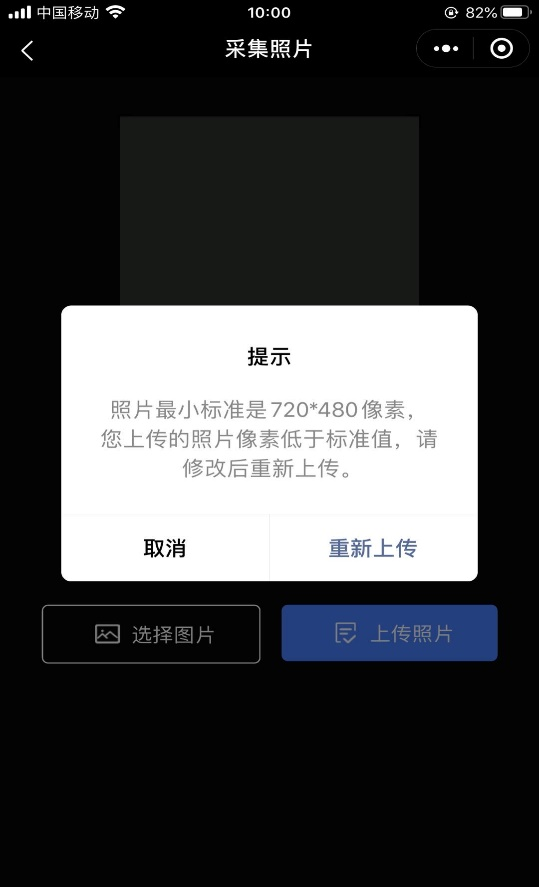 中国移动 10:00 82%
采集照片
提示
照片最小标准是720*480像素，
您上传的照片像素低于标准值，请
修改后重新上传。
取消 重新上传
选择图片 上传照片